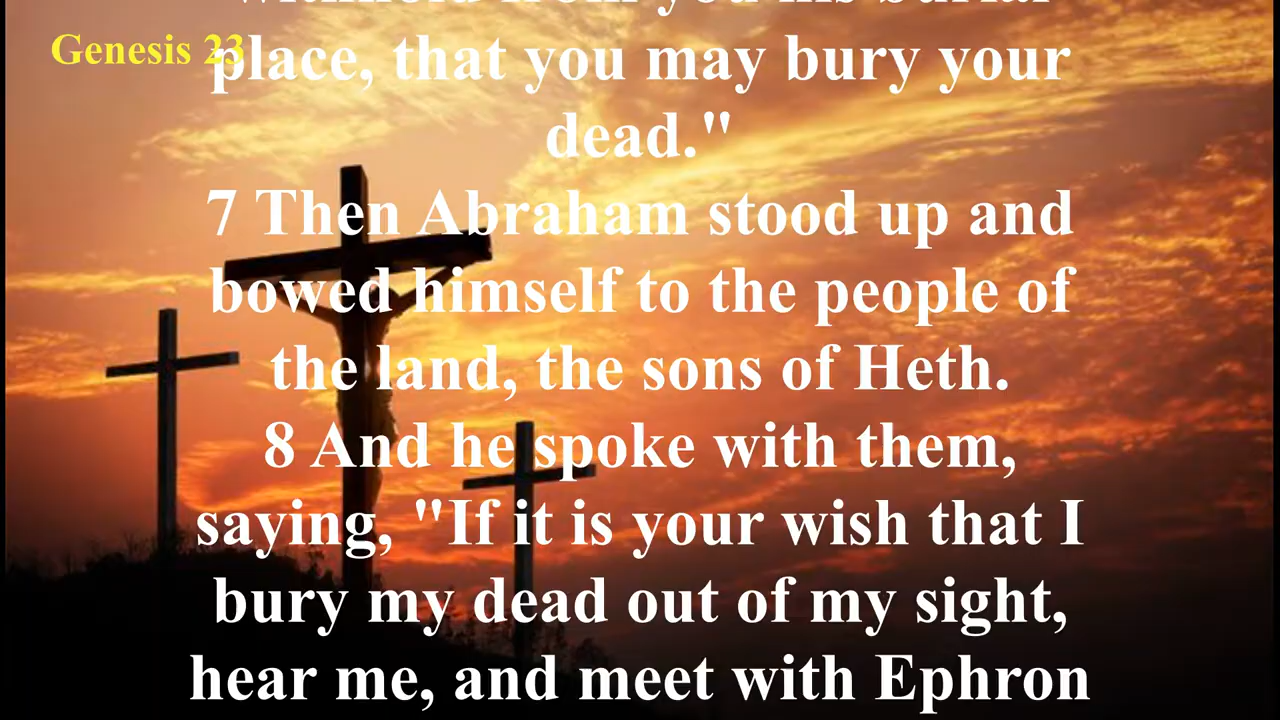 withhold from you his burial
Genesis 23
place, that you may bury your
dead."
7 Then Abraham stood up and
bowed himself to the people of
the land, the sons of Heth.
8 And he spoke with them,
saying, "If it is your wish that I
bury my dead out of my sight,
hear me, and meet with Ephron